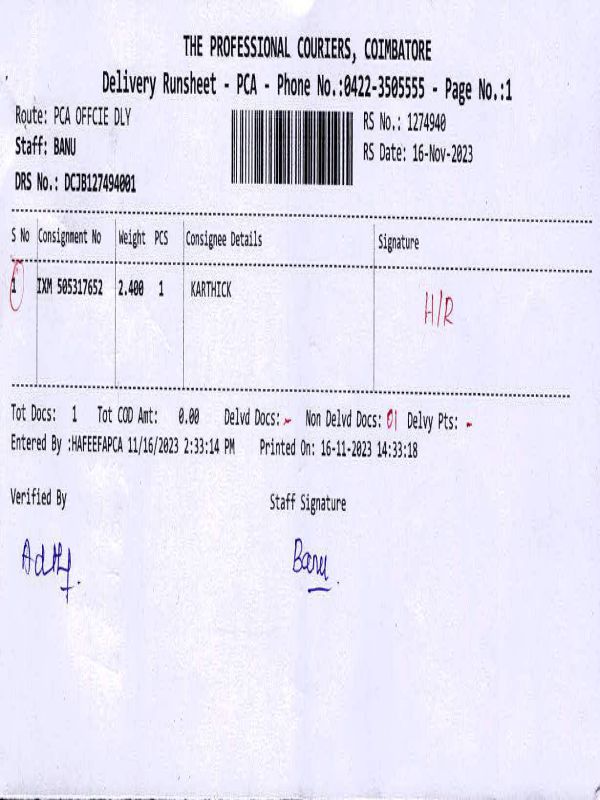 THE PROFESSIONAL COURIERS, COIMBATORE
Delivery Runsheet - PCA - Phone No.:0422-3505555 - Page No.:1
Route: PCA OFFCIE DLY
RS No.: 1274940
Staff: BANU
RS Date: 16-Nov-2023
DRS No.: DCJB127494001
S No Consignment No Weight PCS Consignee Details Signature
1 IXM 505317652 2.400 1 KARTHICK H/R
Tot Docs: 1 Tot COD Amt: 0.00 Delvd Docs: - Non Delvd Docs: 01 Delvy Pts: -
Entered By :HAFEEFAPCA 11/16/2023 2:33:14 PM Printed On: 16-11-2023 14:33:18
Verified By Staff Signature
Banu